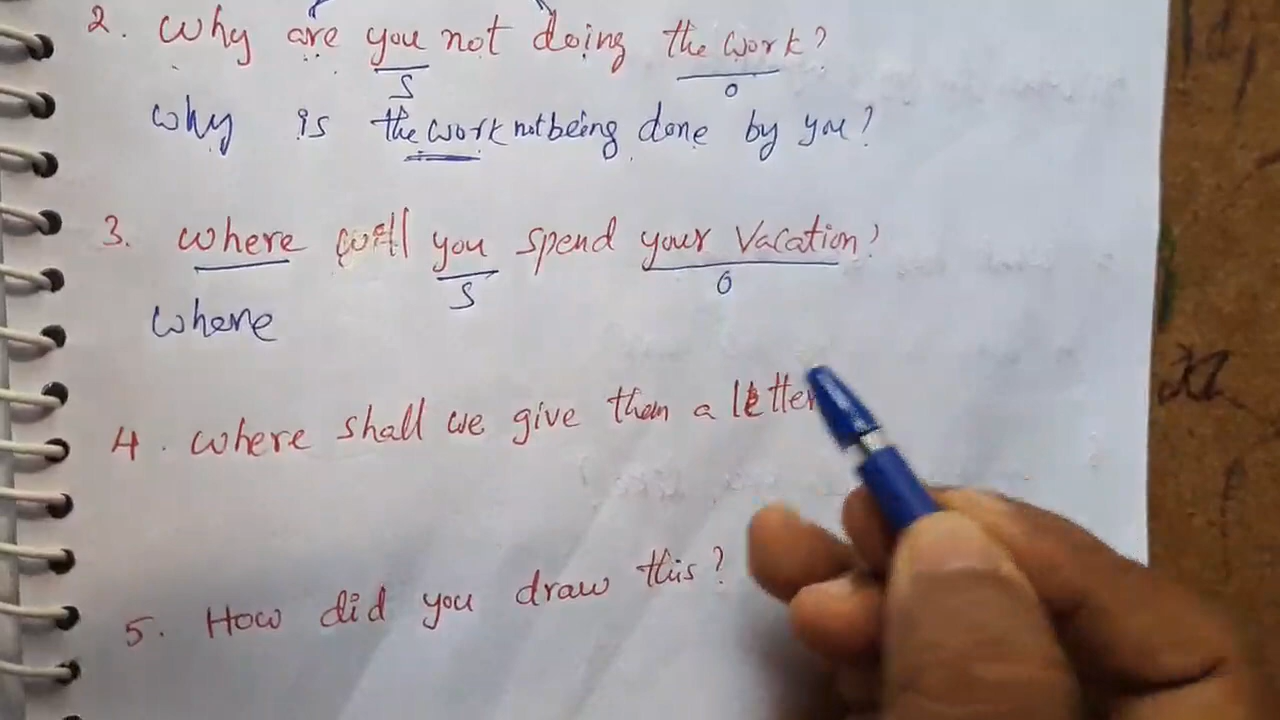 2. Why are you not doing the work?
S O
Why is the work not being done by you?
3. where will you spend your vacation?
S O
where
4. where shall we give them a letter
5. How did you draw this?